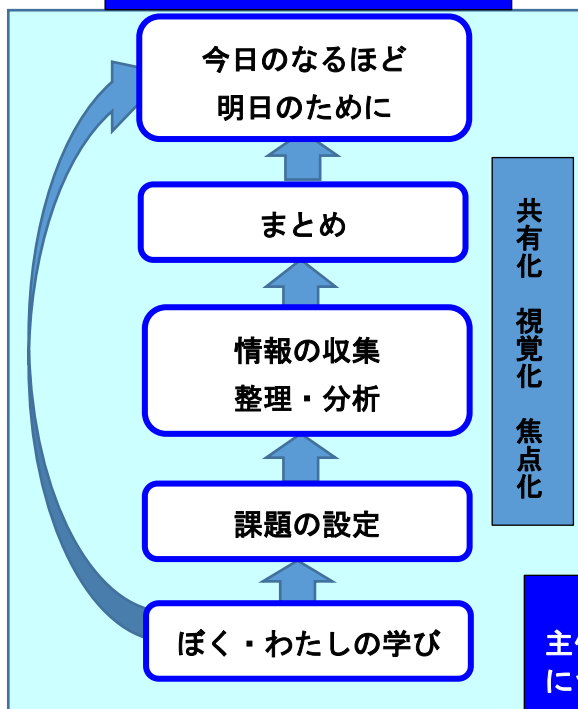 今日のなるほど
明日のために
まとめ
情報の収集
整理・分析
課題の設定
ぼく・わたしの学び
共有化 視覚化 焦点化
主
に